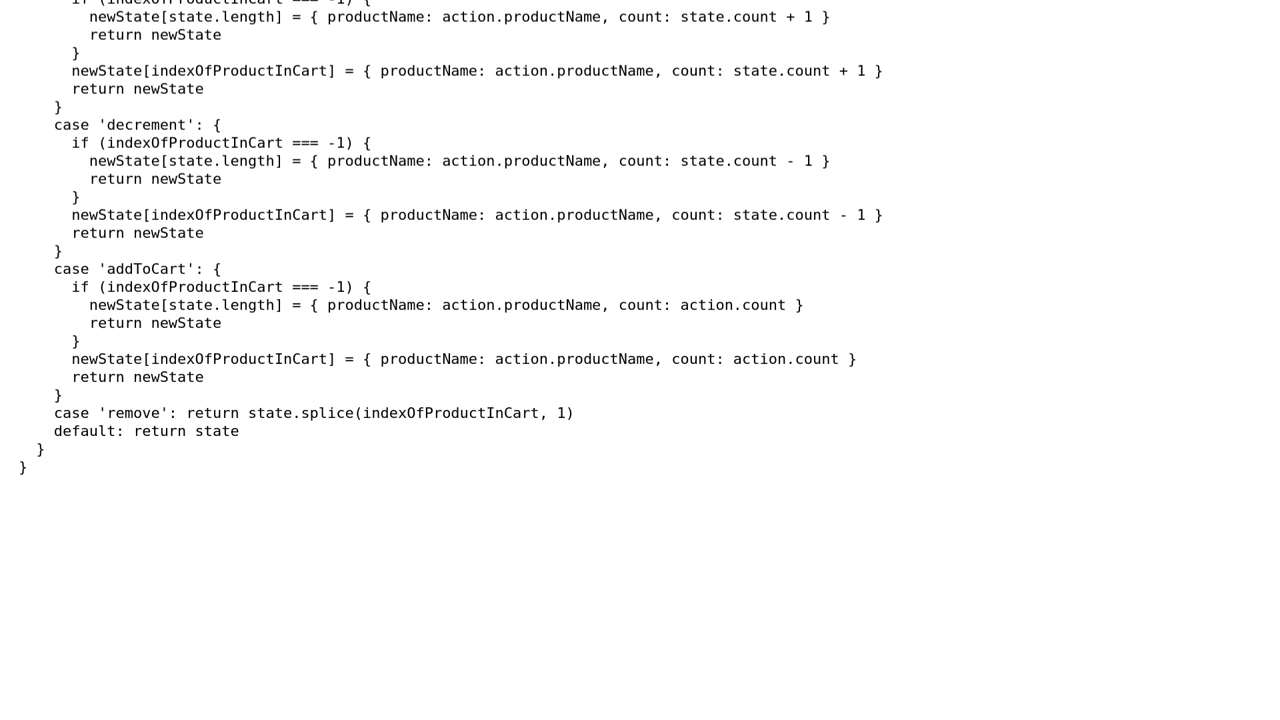 if (indexOfProductInCart === -1) {
newState[state.length] = { productName: action.productName, count: state.count + 1 }
return newState
}
newState[indexOfProductInCart] = { productName: action.productName, count: state.count + 1 }
return newState
}
case 'decrement': {
if (indexOfProductInCart === -1) {
newState[state.length] = { productName: action.productName, count: state.count - 1 }
return newState
}
newState[indexOfProductInCart] = { productName: action.productName, count: state.count - 1 }
return newState
}
case 'addToCart': {
if (indexOfProductInCart === -1) {
newState[state.length] = { productName: action.productName, count: action.count }
return newState
}
newState[indexOfProductInCart] = { productName: action.productName, count: action.count }
return newState
}
case 'remove': return state.splice(indexOfProductInCart, 1)
default: return state
}
}